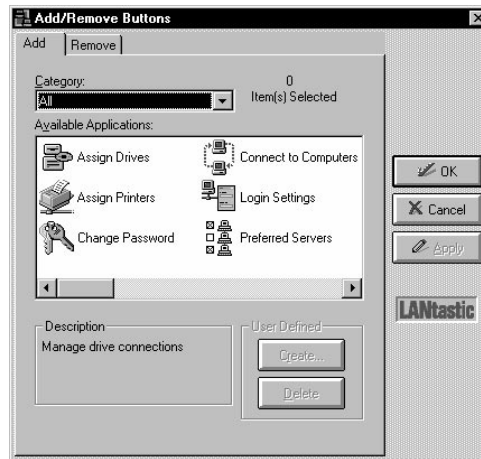 Add/Remove Buttons
Add
Remove
Category:
All
0
Item(s) Selected
Available Applications:
Assign Drives
Connect to Computers
Assign Printers
Login Settings
Change Password
Preferred Servers
OK
Cancel
Apply
LANtastic
Description
Manage drive connections
User Defined
Create...
Delete